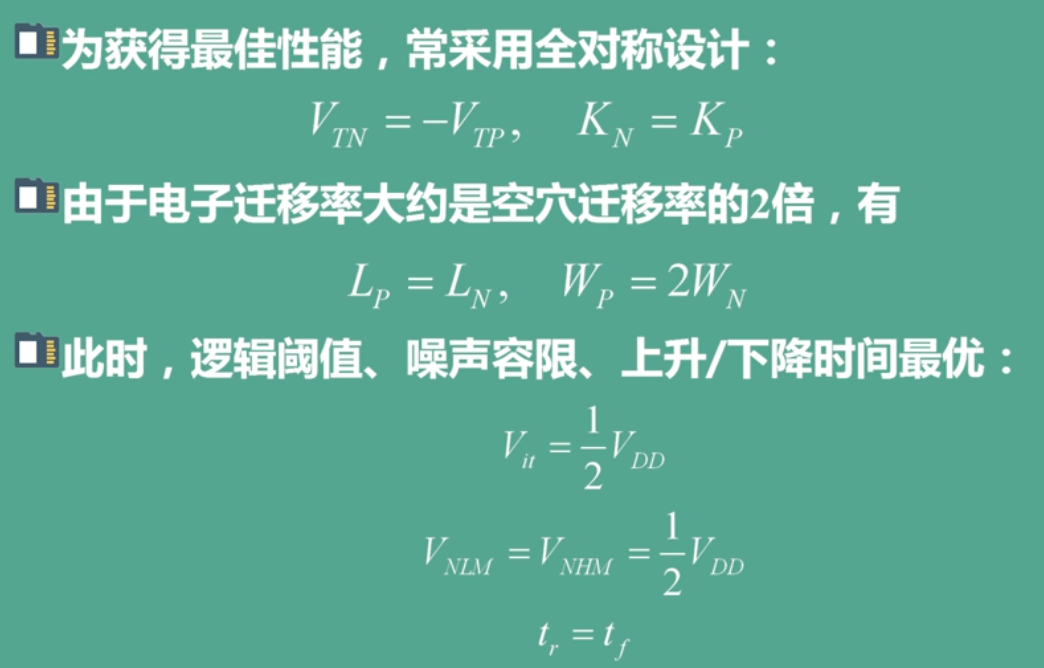 为获得最佳性能，常采用全对称设计：
V_{TN} = -V_{TP}, K_N = K_P
由于电子迁移率大约是空穴迁移率的2倍，有
L_P = L_N, W_P = 2W_N
此时，逻辑阈值、噪声容限、上升/下降时间最优：
V_{it} = \frac{1}{2}V_{DD}
V_{NLM} = V_{NHM} = \frac{1}{2}V_{DD}
t_r = t_f